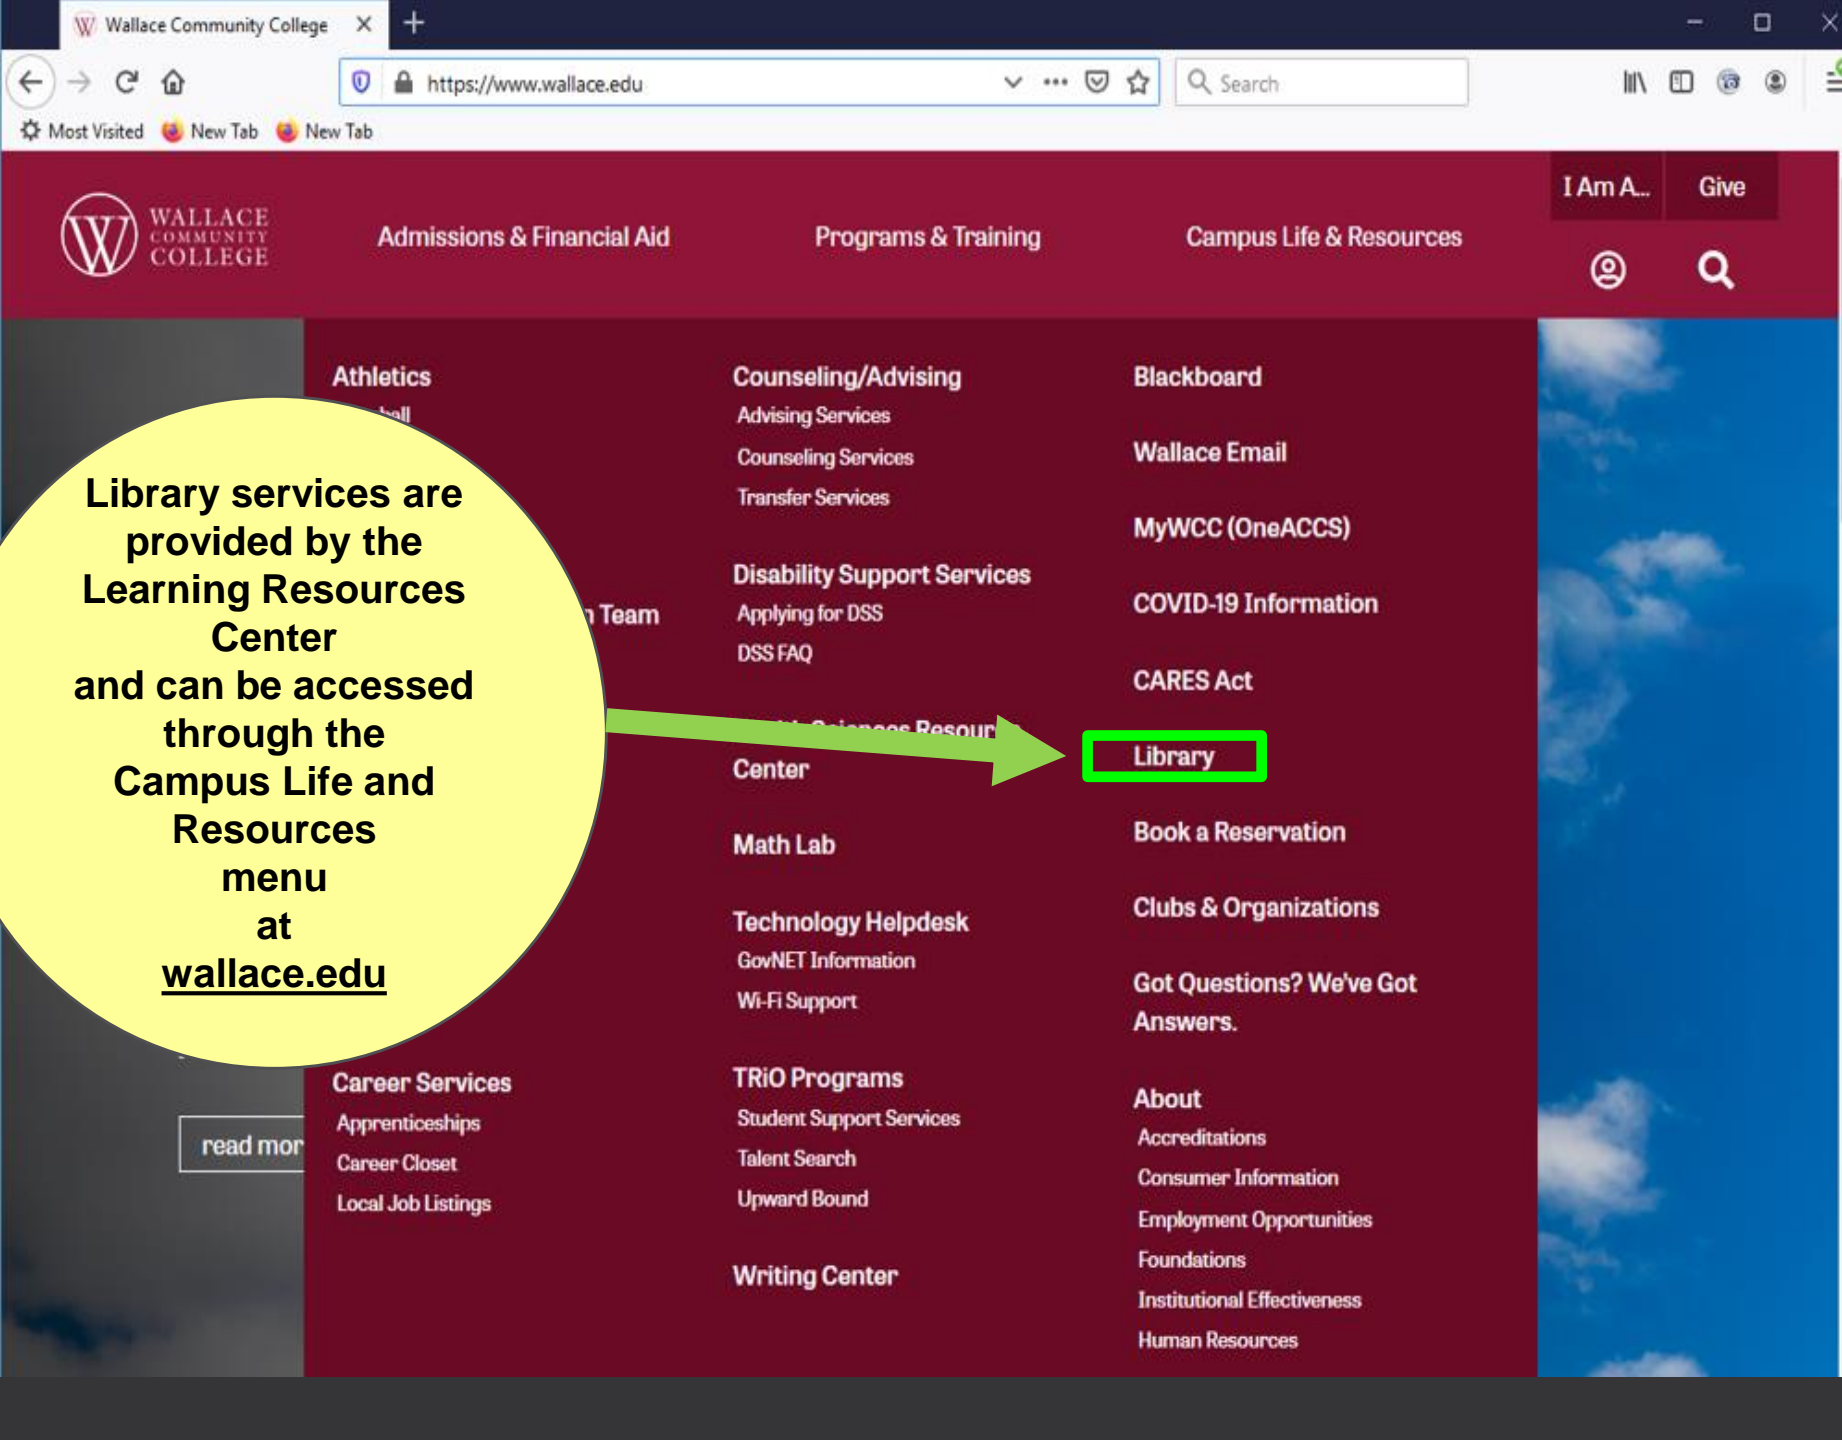 Wallace Community College
https://www.wallace.edu
Search
Most Visited
New Tab
New Tab
I Am A...
Give
WALLACE
COMMUNITY
COLLEGE
Admissions & Financial Aid
Programs & Training
Campus Life & Resources
Library services are
provided by the
Learning Resources
Center
and can be accessed
through the
Campus Life and
Resources
menu
at
wallace.edu
read mor
Athletics
Team
Career Services
Apprenticeships
Career Closet
Local Job Listings
Counseling/Advising
Advising Services
Counseling Services
Transfer Services
Disability Support Services
Applying for DSS
DSS FAQ
Sciences Resour
Center
Math Lab
Technology Helpdesk
GovNET Information
Wi-Fi Support
TRiO Programs
Student Support Services
Talent Search
Upward Bound
Writing Center
Blackboard
Wallace Email
MyWCC (OneACCS)
COVID-19 Information
CARES Act
Library
Book a Reservation
Clubs & Organizations
Got Questions? We've Got
Answers.
About
Accreditations
Consumer Information
Employment Opportunities
Foundations
Institutional Effectiveness
Human Resources